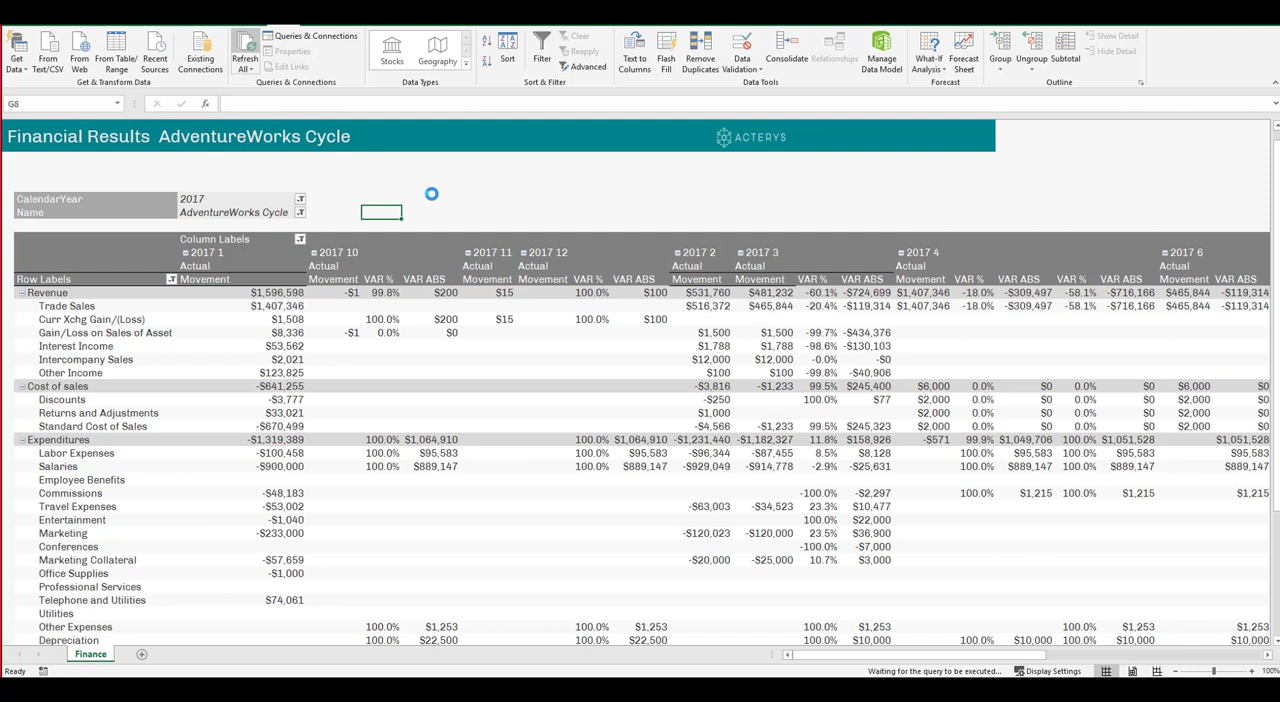 Get Data
From Text/CSV
From Web
From Table/ Range
Recent Sources
Existing Connections
Get & Transform Data
Refresh All
Queries & Connections
Properties
Edit Links
Queries & Connections
Stocks
Geography
Data Types
Sort
Filter
Clear
Reapply
Advanced
Sort & Filter
Text to Columns
Flash Fill
Remove Duplicates
Data Validation
Consolidate
Relationships
Manage Data Model
Data Tools
What-If Analysis
Forecast Sheet
Forecast
Group
Ungroup
Subtotal
Show Detail
Hide Detail
Outline
G8
fx
Financial Results AdventureWorks Cycle
ACTERYS
CalendarYear 2017
Name AdventureWorks Cycle
Column Labels
2017 1 2017 10 2017 11 2017 12 2017 2 2017 3 2017 4 2017 6
Actual Actual Actual Actual Actual Actual Actual Actual
Row Labels Movement Movement VAR % VAR ABS Movement Movement VAR % VAR ABS Movement Movement VAR % VAR ABS Movement VAR % VAR ABS VAR % VAR ABS Movement VAR ABS
Revenue $1,596,598 -$1 99.8% $200 $15 100.0% $100 $531,760 $481,232 -60.1% -$724,699 $1,407,346 -18.0% -$309,497 -58.1% -$716,166 $465,844 -$119,314
Trade Sales $1,407,346 $516,372 $465,844 -20.4% -$119,314 $1,407,346 -18.0% -$309,497 -58.1% -$716,166 $465,844 -$119,314
Curr Xchg Gain/(Loss) $1,508 100.0% $200 $15 100.0% $100
Gain/Loss on Sales of Asset $8,336 -$1 0.0% $0 $1,500 $1,500 -99.7% -$434,376
Interest Income $53,562 $1,788 $1,788 -98.6% -$130,103
Intercompany Sales $2,021 $12,000 $12,000 -0.0% -$0
Other Income $123,825 $100 $100 -99.8% -$40,906
Cost of sales -$641,255 -$3,816 -$1,233 99.5% $245,400 $6,000 0.0% $0 0.0% $0 $6,000 $0
Discounts -$3,777 -$250 100.0% $77 $2,000 0.0% $0 0.0% $0 $2,000 $0
Returns and Adjustments $33,021 $1,000 $2,000 0.0% $0 0.0% $0 $2,000 $0
Standard Cost of Sales -$670,499 -$4,566 -$1,233 99.5% $245,323 $2,000 0.0% $0 0.0% $0 $2,000 $0
Expenditures -$1,319,389 100.0% $1,064,910 100.0% $1,064,910 -$1,231,440 -$1,182,327 11.8% $158,926 -$571 99.9% $1,049,706 100.0% $1,051,528 $1,051,528
Labor Expenses -$100,458 100.0% $95,583 100.0% $95,583 -$96,344 -$87,455 8.5% $8,128 100.0% $95,583 100.0% $95,583 $95,583
Salaries -$900,000 100.0% $889,147 100.0% $889,147 -$929,049 -$914,778 -2.9% -$25,631 100.0% $889,147 100.0% $889,147 $889,147
Employee Benefits
Commissions -$48,183 -100.0% -$2,297 100.0% $1,215 100.0% $1,215 $1,215
Travel Expenses -$53,002 -$63,003 -$34,523 23.3% $10,477
Entertainment -$1,040 100.0% $22,000
Marketing -$233,000 -$120,023 -$120,000 23.5% $36,900
Conferences -100.0% -$7,000
Marketing Collateral -$57,659 -$20,000 -$25,000 10.7% $3,000
Office Supplies -$1,000
Professional Services
Telephone and Utilities $74,061
Utilities
Other Expenses 100.0% $1,253 100.0% $1,253 100.0% $1,253 100.0% $1,253 $1,253
Depreciation 100.0% $22,500 100.0% $22,500 100.0% $10,000 100.0% $10,000 100.0% $10,000 $10,000
Finance
Ready
Waiting for the query to be executed...
Display Settings
100%